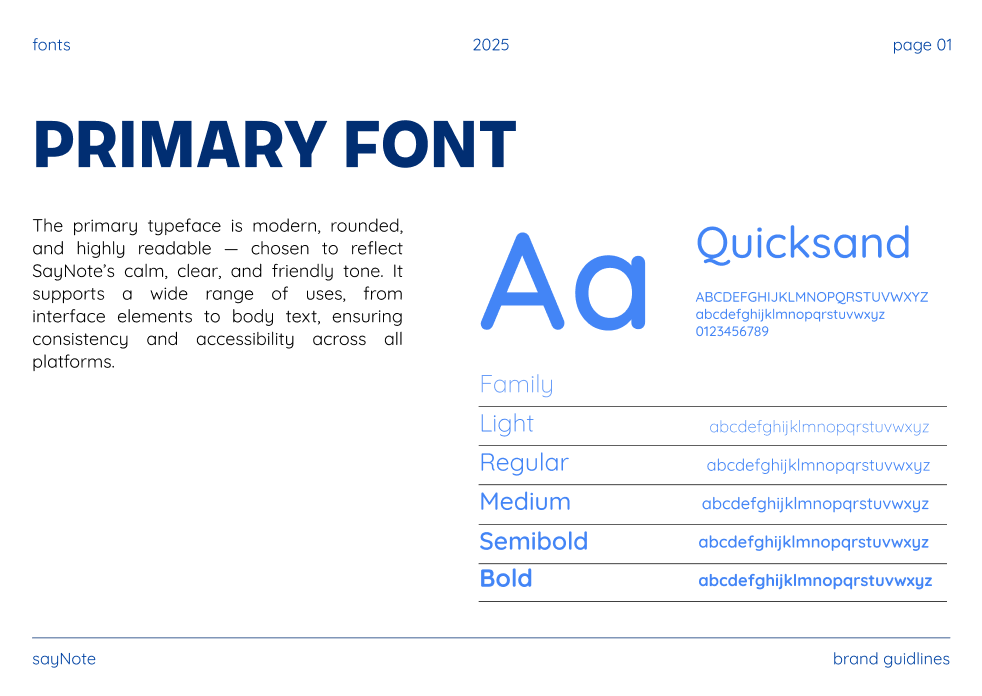 fonts
2025
page 01
PRIMARY FONT
The primary typeface is modern, rounded,
and highly readable — chosen to reflect
SayNote’s calm, clear, and friendly tone. It
supports a wide range of uses, from
interface elements to body text, ensuring
consistency and accessibility across all
platforms.
Aa
Quicksand
ABCDEFGHIJKLMNOPQRSTUVWXYZ
abcdefghijklmnopqrstuvwxyz
0123456789
Family
Light abcdefghijklmnopqrstuvwxyz
Regular abcdefghijklmnopqrstuvwxyz
Medium abcdefghijklmnopqrstuvwxyz
Semibold abcdefghijklmnopqrstuvwxyz
Bold abcdefghijklmnopqrstuvwxyz
sayNote
brand guidlines